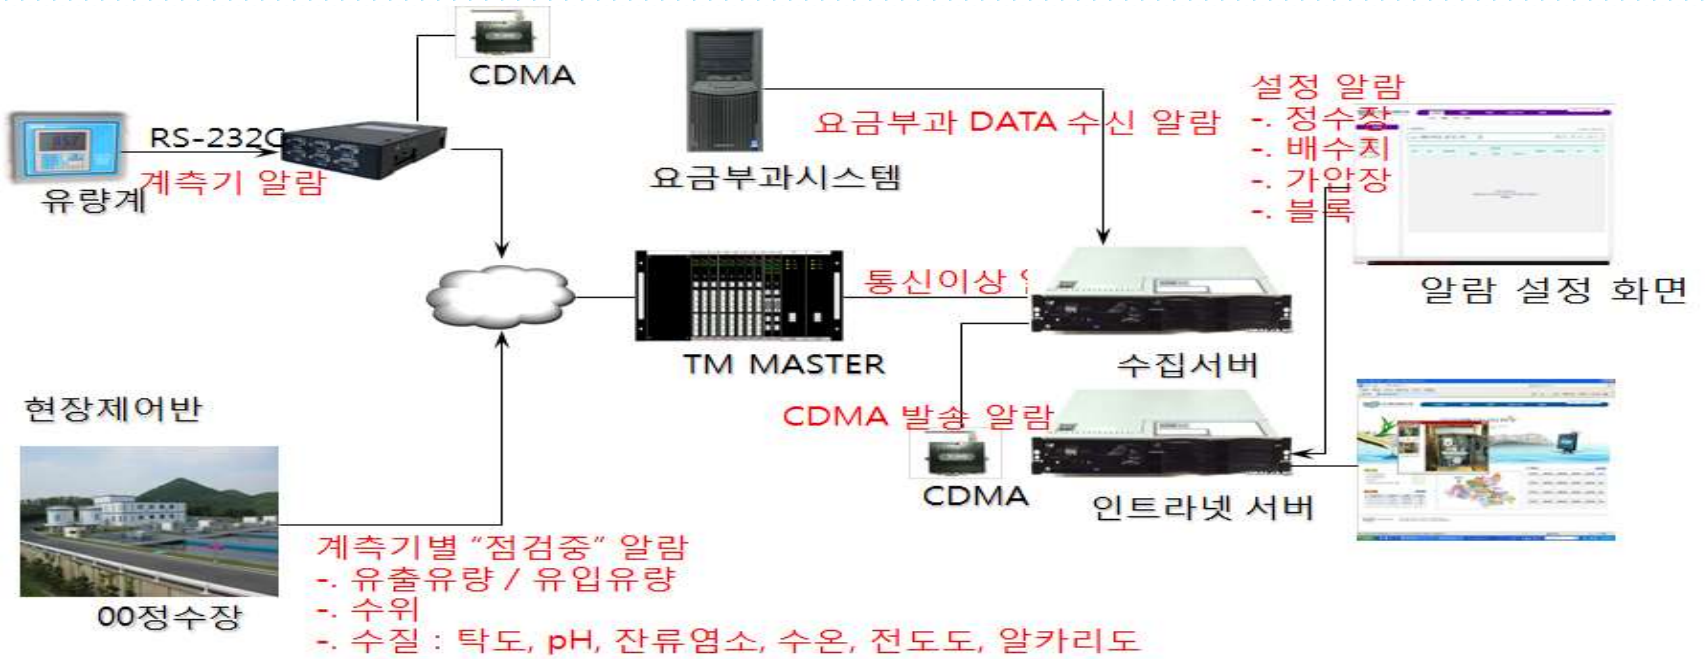 CDMA
RS-232C
계측기 알람
유량계
요금부과 DATA 수신 알람
요금부과시스템
설정 알람
-. 정수장
-. 배수지
-. 가압장
-. 블록
알람 설정 화면
통신이상
TM MASTER
수집서버
CDMA 발송 알람
CDMA
인트라넷 서버
현장제어반
00정수장
계측기별 “점검중” 알람
-. 유출유량 / 유입유량
-. 수위
-. 수질 : 탁도, pH, 잔류염소, 수온, 전도도, 알카리도